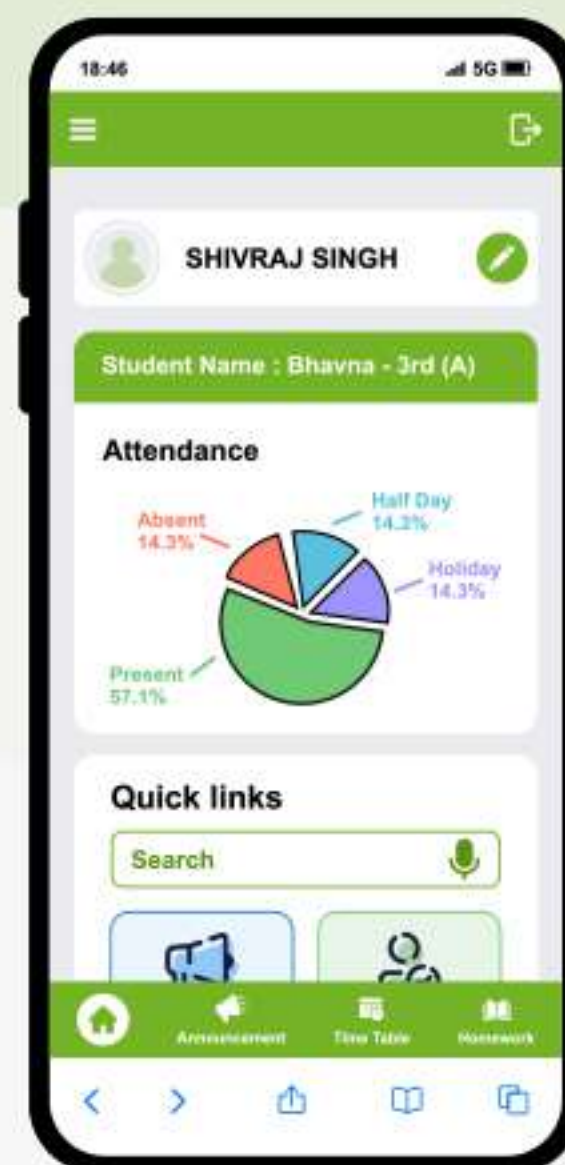 18:46
5G
SHIVRAJ SINGH
Student Name : Bhavna - 3rd (A)
Attendance
Absent
14.3%
Half Day
14.3%
Holiday
14.3%
Present
57.1%
Quick links
Search
Announcement
Time Table
Homework